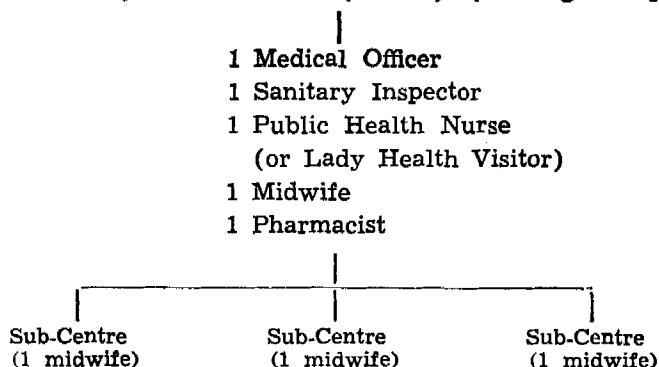 1 Medical Officer
1 Sanitary Inspector
1 Public Health Nurse
(or Lady Health Visitor)
1 Midwife
1 Pharmacist
Sub-Centre Sub-Centre Sub-Centre
(1 midwife) (1 midwife) (1 midwife)